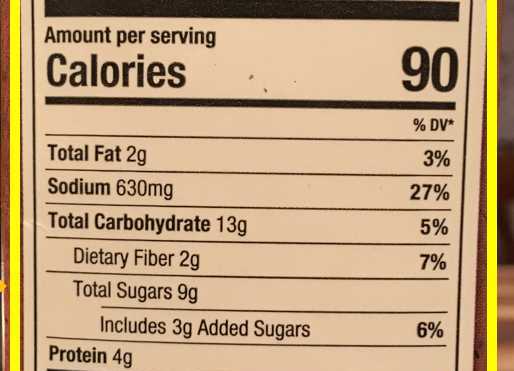 Amount per serving
Calories 90
% DV*
Total Fat 2g 3%
Sodium 630mg 27%
Total Carbohydrate 13g 5%
Dietary Fiber 2g 7%
Total Sugars 9g
Includes 3g Added Sugars 6%
Protein 4g